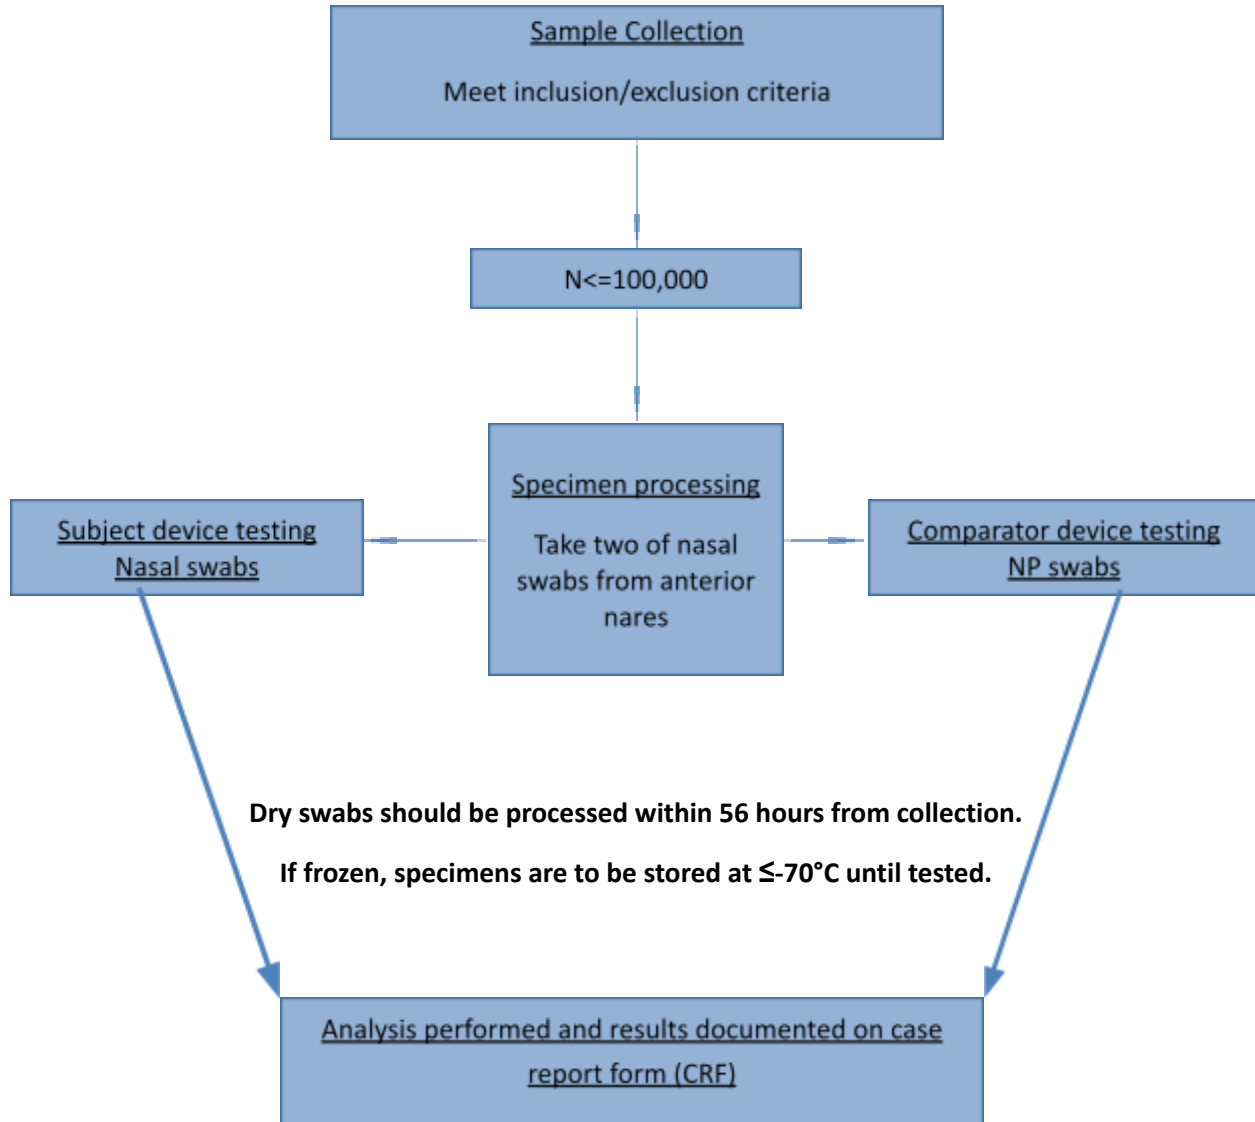 Sample Collection
Meet inclusion/exclusion criteria
N<=100,000
Specimen processing
Take two of nasal
swabs from anterior
nares
Subject device testing
Nasal swabs
Comparator device testing
NP swabs
Dry swabs should be processed within 56 hours from collection.
If frozen, specimens are to be stored at ≤-70°C until tested.
Analysis performed and results documented on case
report form (CRF)